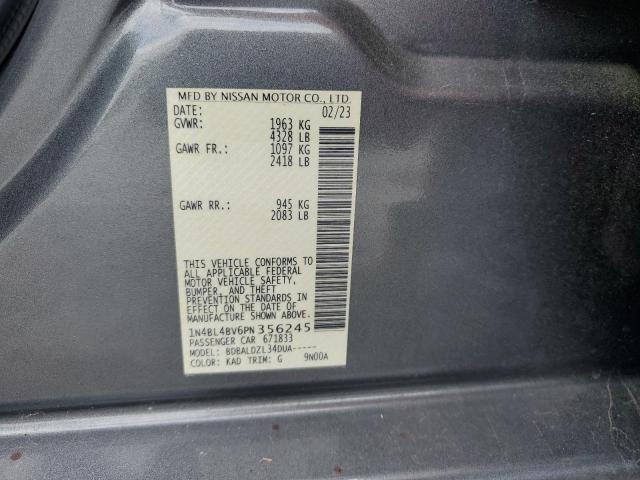 MFD BY NISSAN MOTOR CO., LTD.
DATE: 02/23
GVWR: 1963 KG
4328 LB
GAWR FR.: 1097 KG
2418 LB
GAWR RR.: 945 KG
2083 LB
THIS VEHICLE CONFORMS TO
ALL APPLICABLE FEDERAL
MOTOR VEHICLE SAFETY,
BUMPER, AND THEFT
PREVENTION STANDARDS IN
EFFECT ON THE DATE OF
MANUFACTURE SHOWN ABOVE.
1N4BL4BV6PN356245
PASSENGER CAR 671833
MODEL: BDBALDZL34DUA-----
COLOR: KAD TRIM: G 9N00A